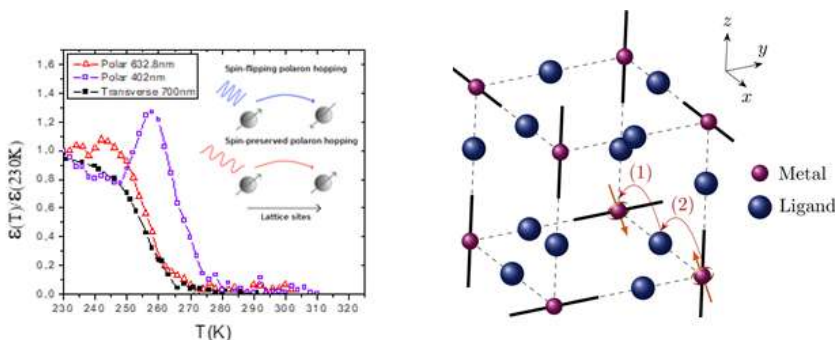 Polar 632.8nm
Polar 402nm
Transverse 700nm
Spin-flipping polaron hopping
Spin-preserved polaron hopping
Lattice sites
ε(T)/ε(230K)
1,6
1,4
1,2
1,0
0,8
0,6
0,4
0,2
0,0
230 240 250 260 270 280 290 300 310 320
T(K)
z
y
x
(1)
(2)
Metal
Ligand